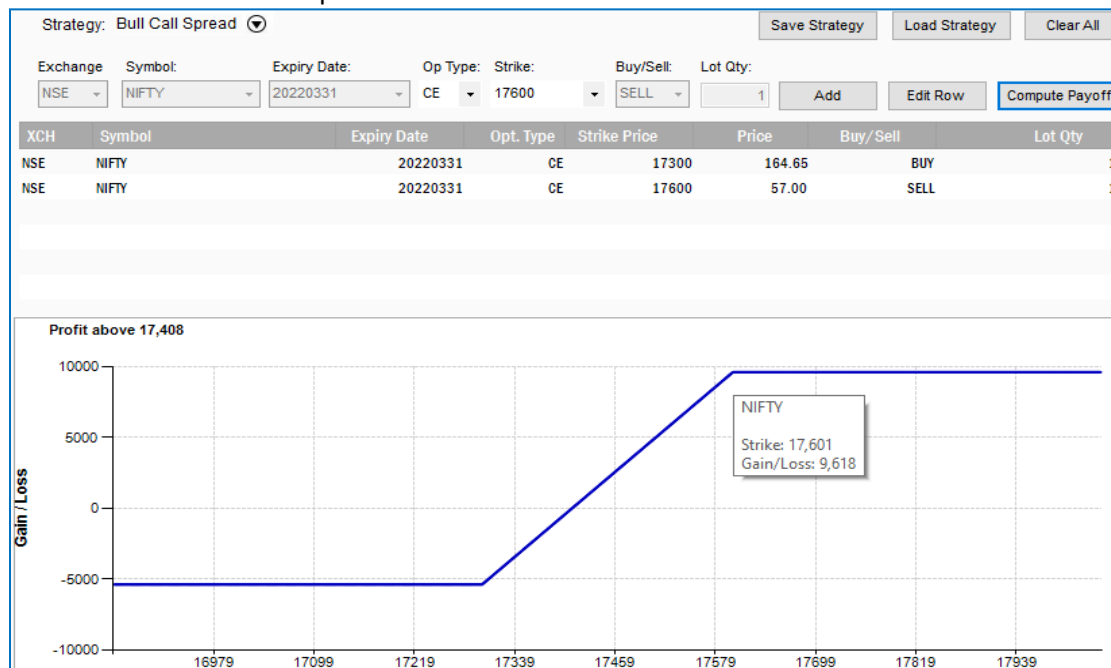 Strategy: Bull Call Spread Save Strategy Load Strategy Clear All
Exchange Symbol: Expiry Date: Op Type: Strike: Buy/Sell: Lot Qty:
NSE NIFTY 20220331 CE 17600 SELL 1 Add Edit Row Compute Payoff
XCH Symbol Expiry Date Opt. Type Strike Price Price Buy/Sell Lot Qty
NSE NIFTY 20220331 CE 17300 164.65 BUY
NSE NIFTY 20220331 CE 17600 57.00 SELL
Profit above 17,408
10000
NIFTY
5000
Strike: 17,601
Gain/Loss: 9,618
Gain / Loss
0
-5000
-10000
16979 17099 17219 17339 17459 17579 17699 17819 17939